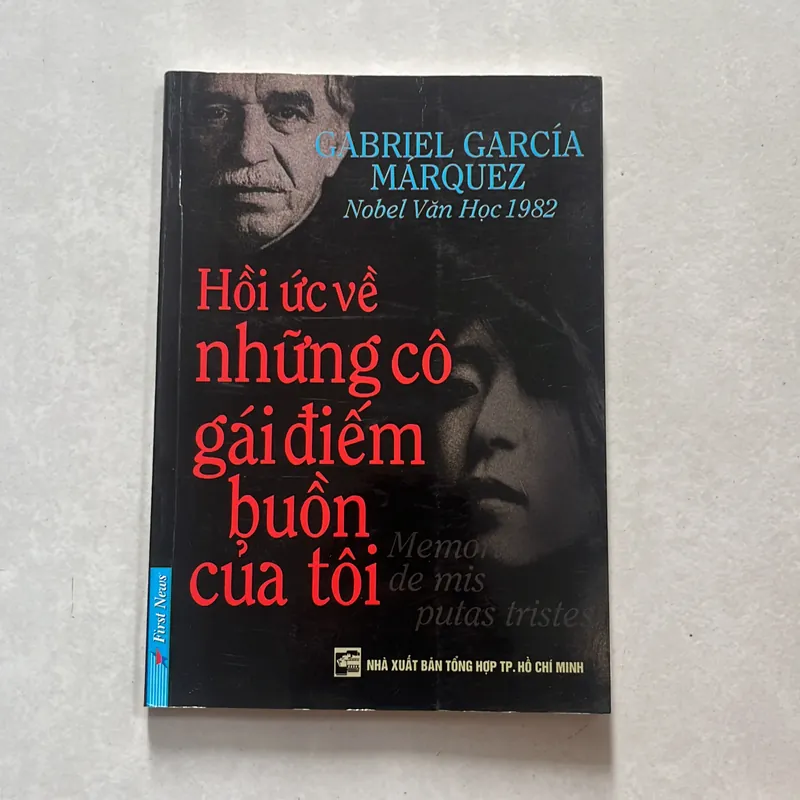 GABRIEL GARCÍA
MÁRQUEZ
Nobel Văn Học 1982
Hồi ức về
những cô
gái điếm
buồn
của tôi
de mis
putas tristes
First News
NHÀ XUẤT BẢN TỔNG HỢP TP. HỒ CHÍ MINH